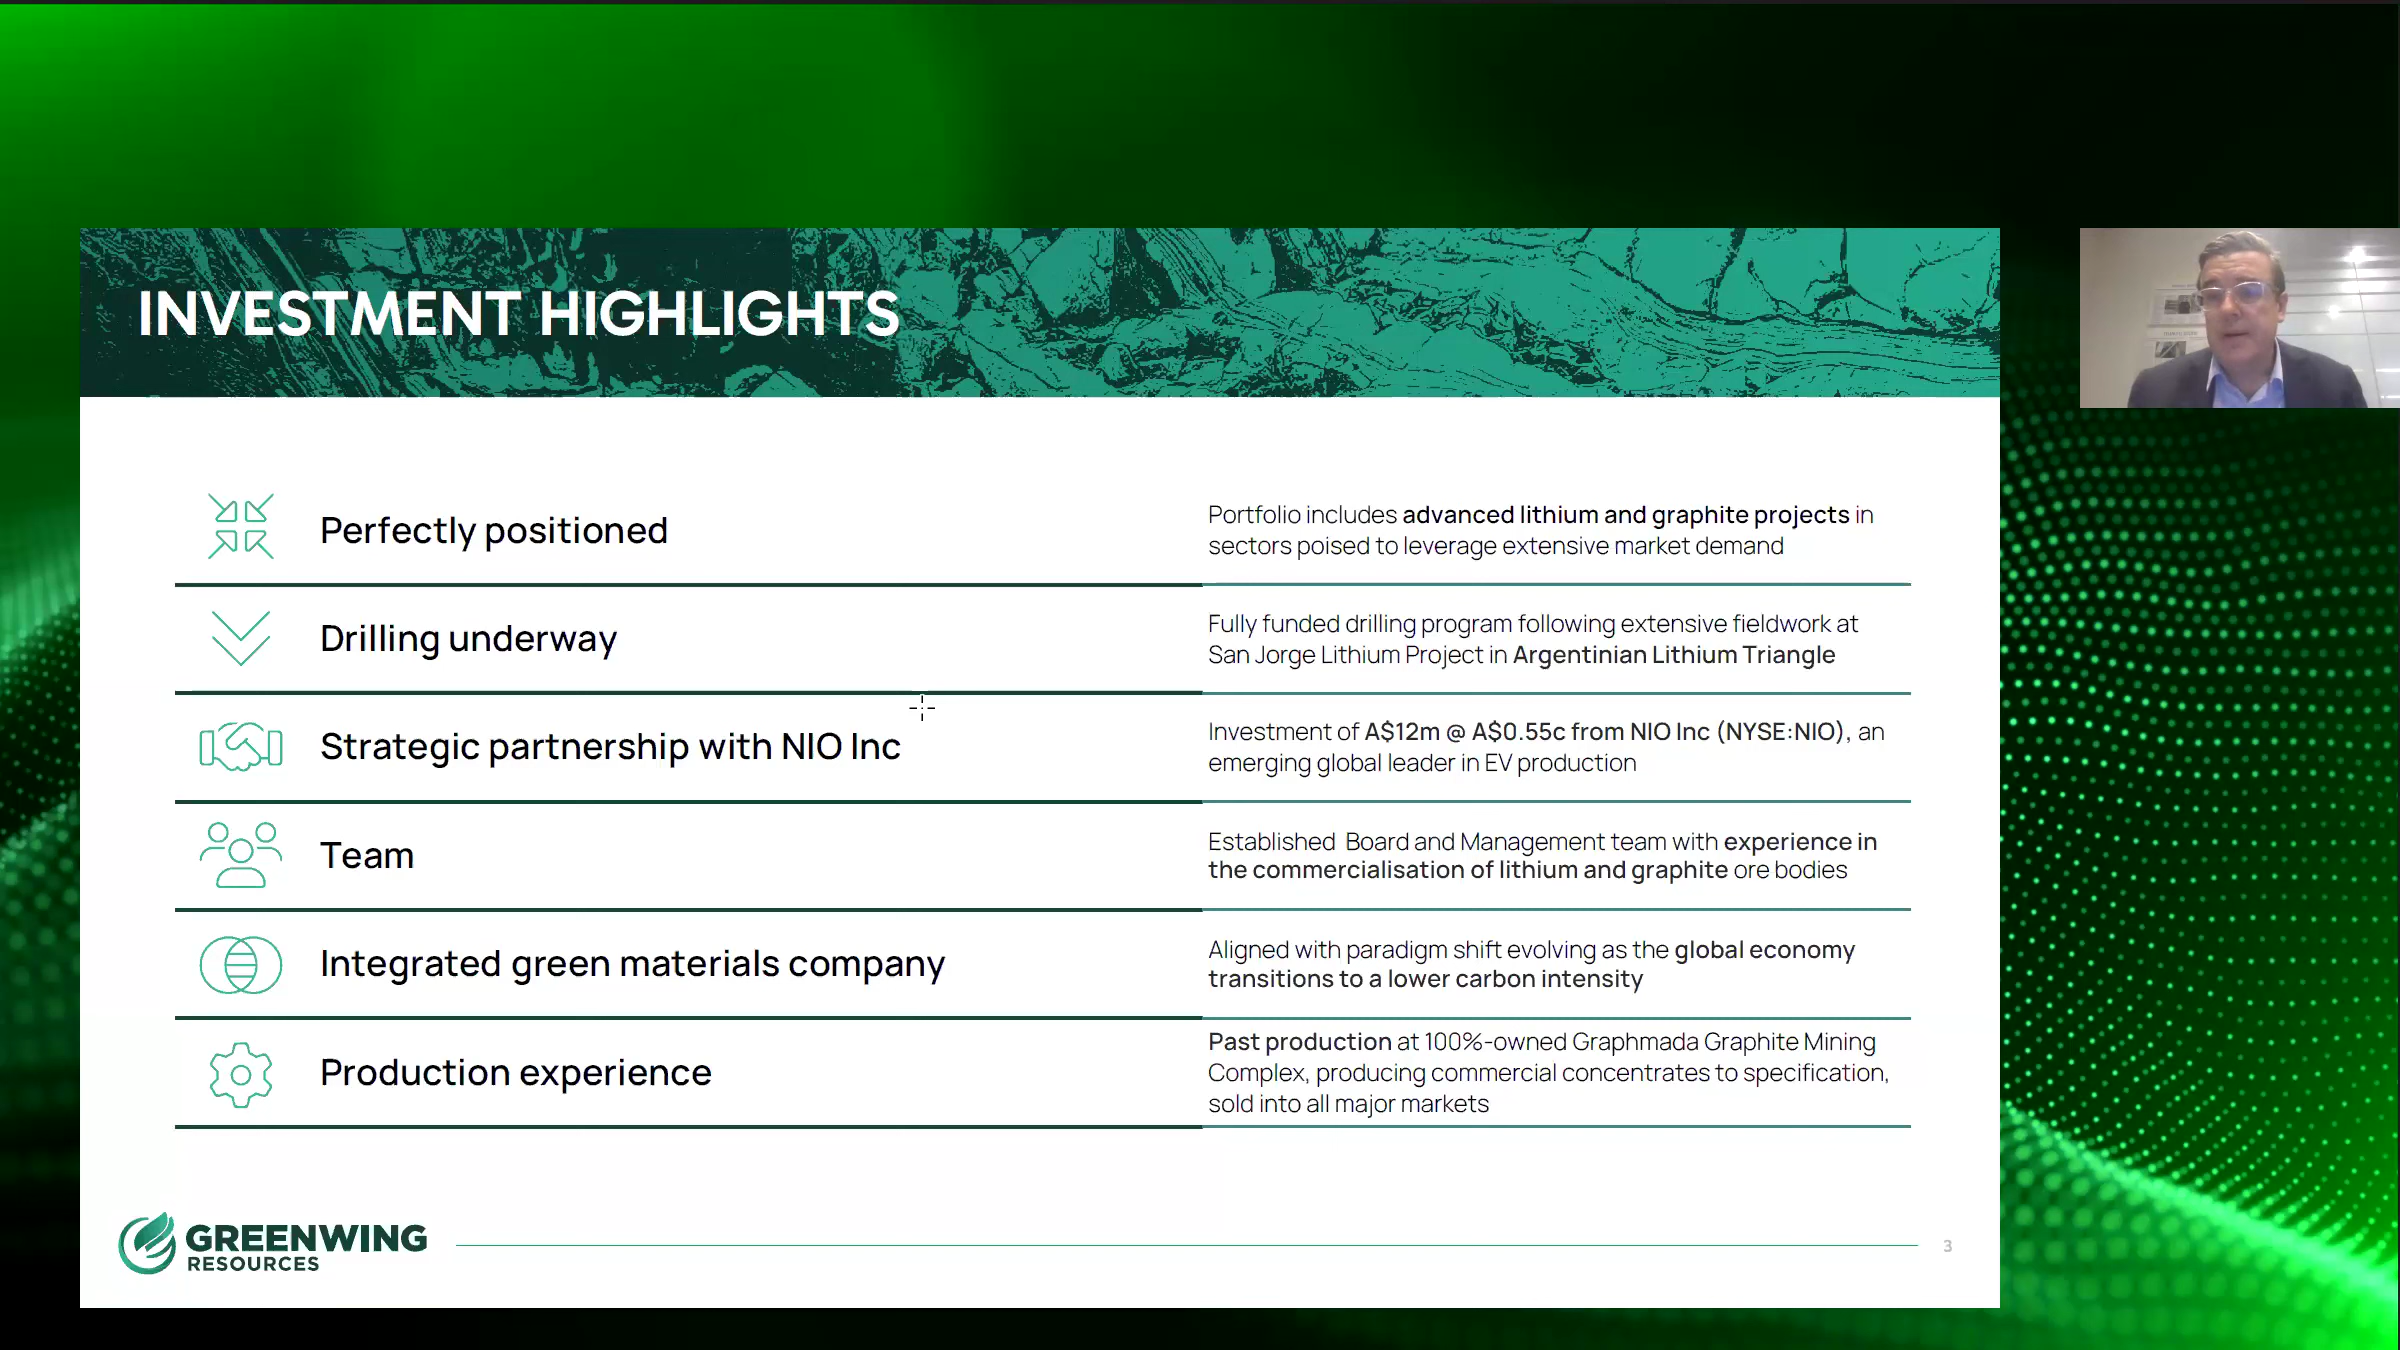 INVESTMENT HIGHLIGHTS
Perfectly positioned
Portfolio includes advanced lithium and graphite projects in
sectors poised to leverage extensive market demand
Drilling underway
Fully funded drilling program following extensive fieldwork at
San Jorge Lithium Project in Argentinian Lithium Triangle
Strategic partnership with NIO Inc
Investment of A$12m @ A$0.55c from NIO Inc (NYSE:NIO), an
emerging global leader in EV production
Team
Established Board and Management team with experience in
the commercialisation of lithium and graphite ore bodies
Integrated green materials company
Aligned with paradigm shift evolving as the global economy
transitions to a lower carbon intensity
Production experience
Past production at 100%-owned Graphmada Graphite Mining
Complex, producing commercial concentrates to specification,
sold into all major markets
GREENWING
RESOURCES
3